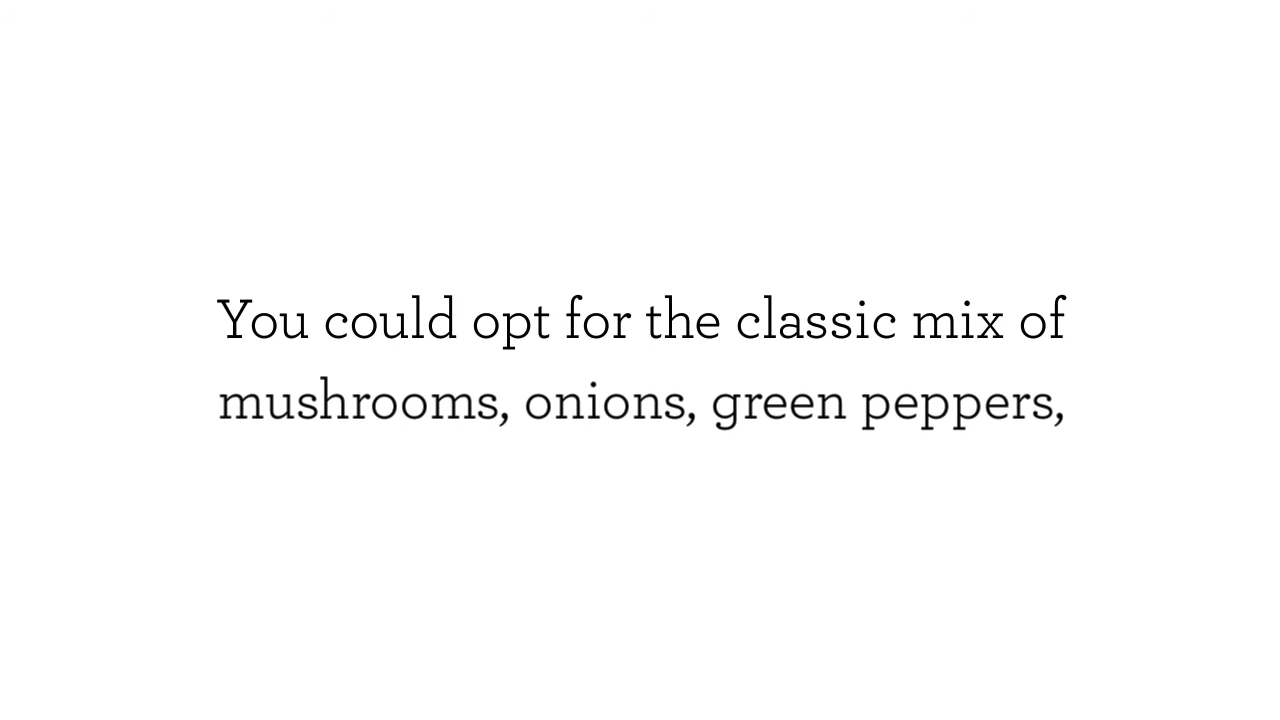 You could opt for the classic mix of
mushrooms, onions, green peppers,